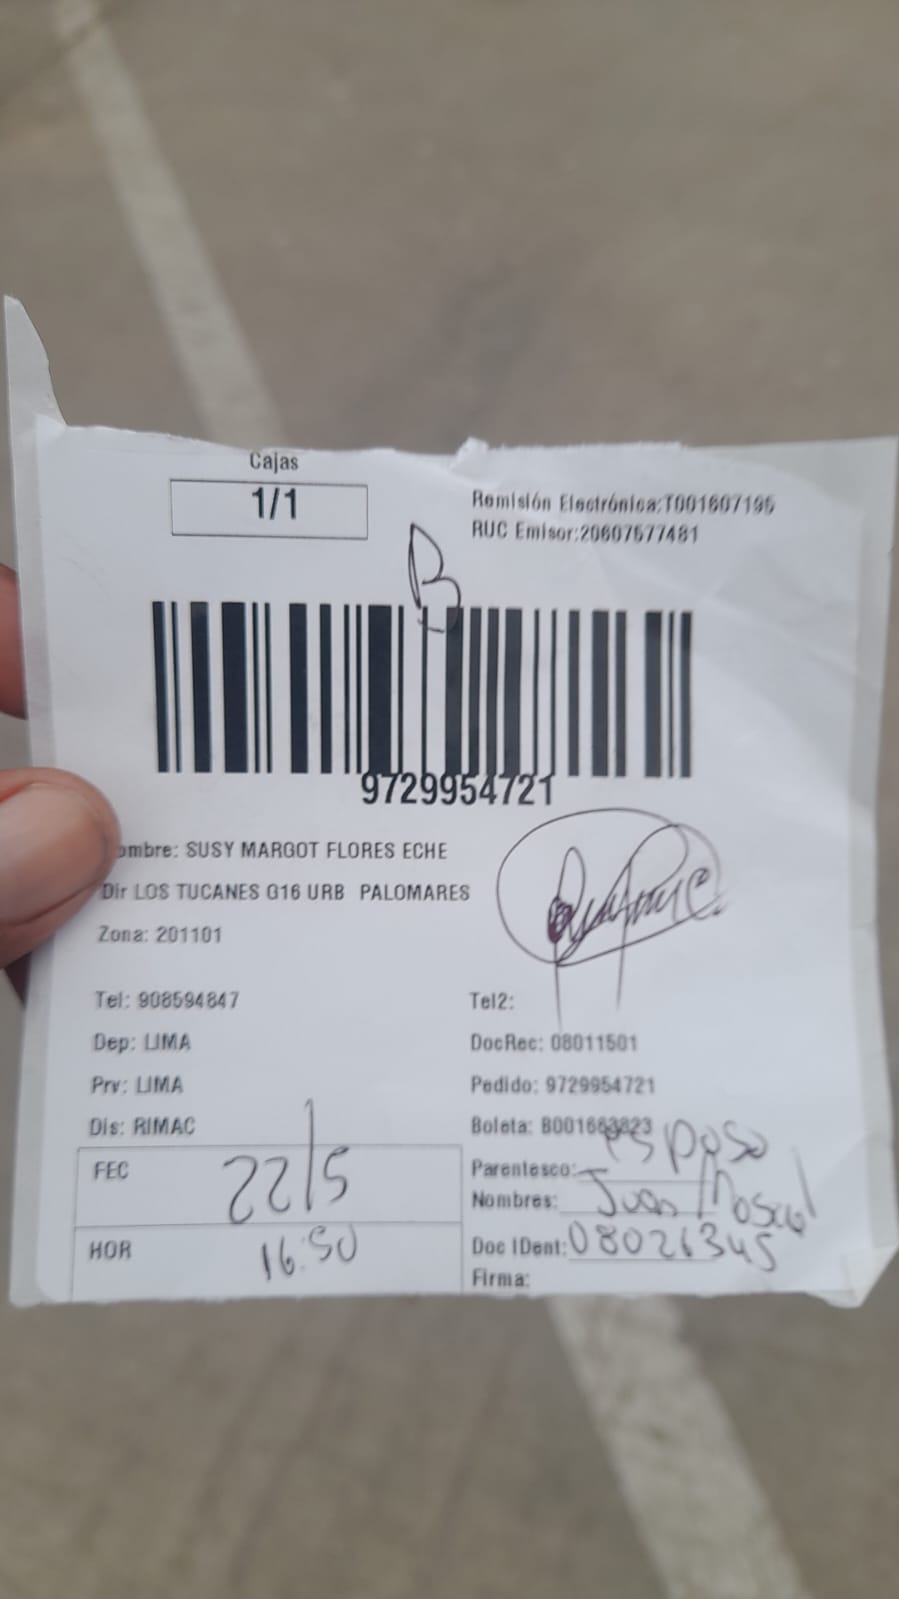 Cajas
1/1
Remisión Electrónica:T001607195
RUC Emisor:20607577481
B
9729954721
ombre: SUSY MARGOT FLORES ECHE
Dir LOS TUCANES G16 URB PALOMARES
Zona: 201101
Tel: 908594847
Tel2:
Dep: LIMA
DocRec: 08011501
Prv: LIMA
Pedido: 9729954721
Dis: RIMAC
Boleta: B001663823
FEC 22/5
Parentesco: esposo
Nombres: Juan
HOR 16:50
Doc IDent: 08026345
Firma: